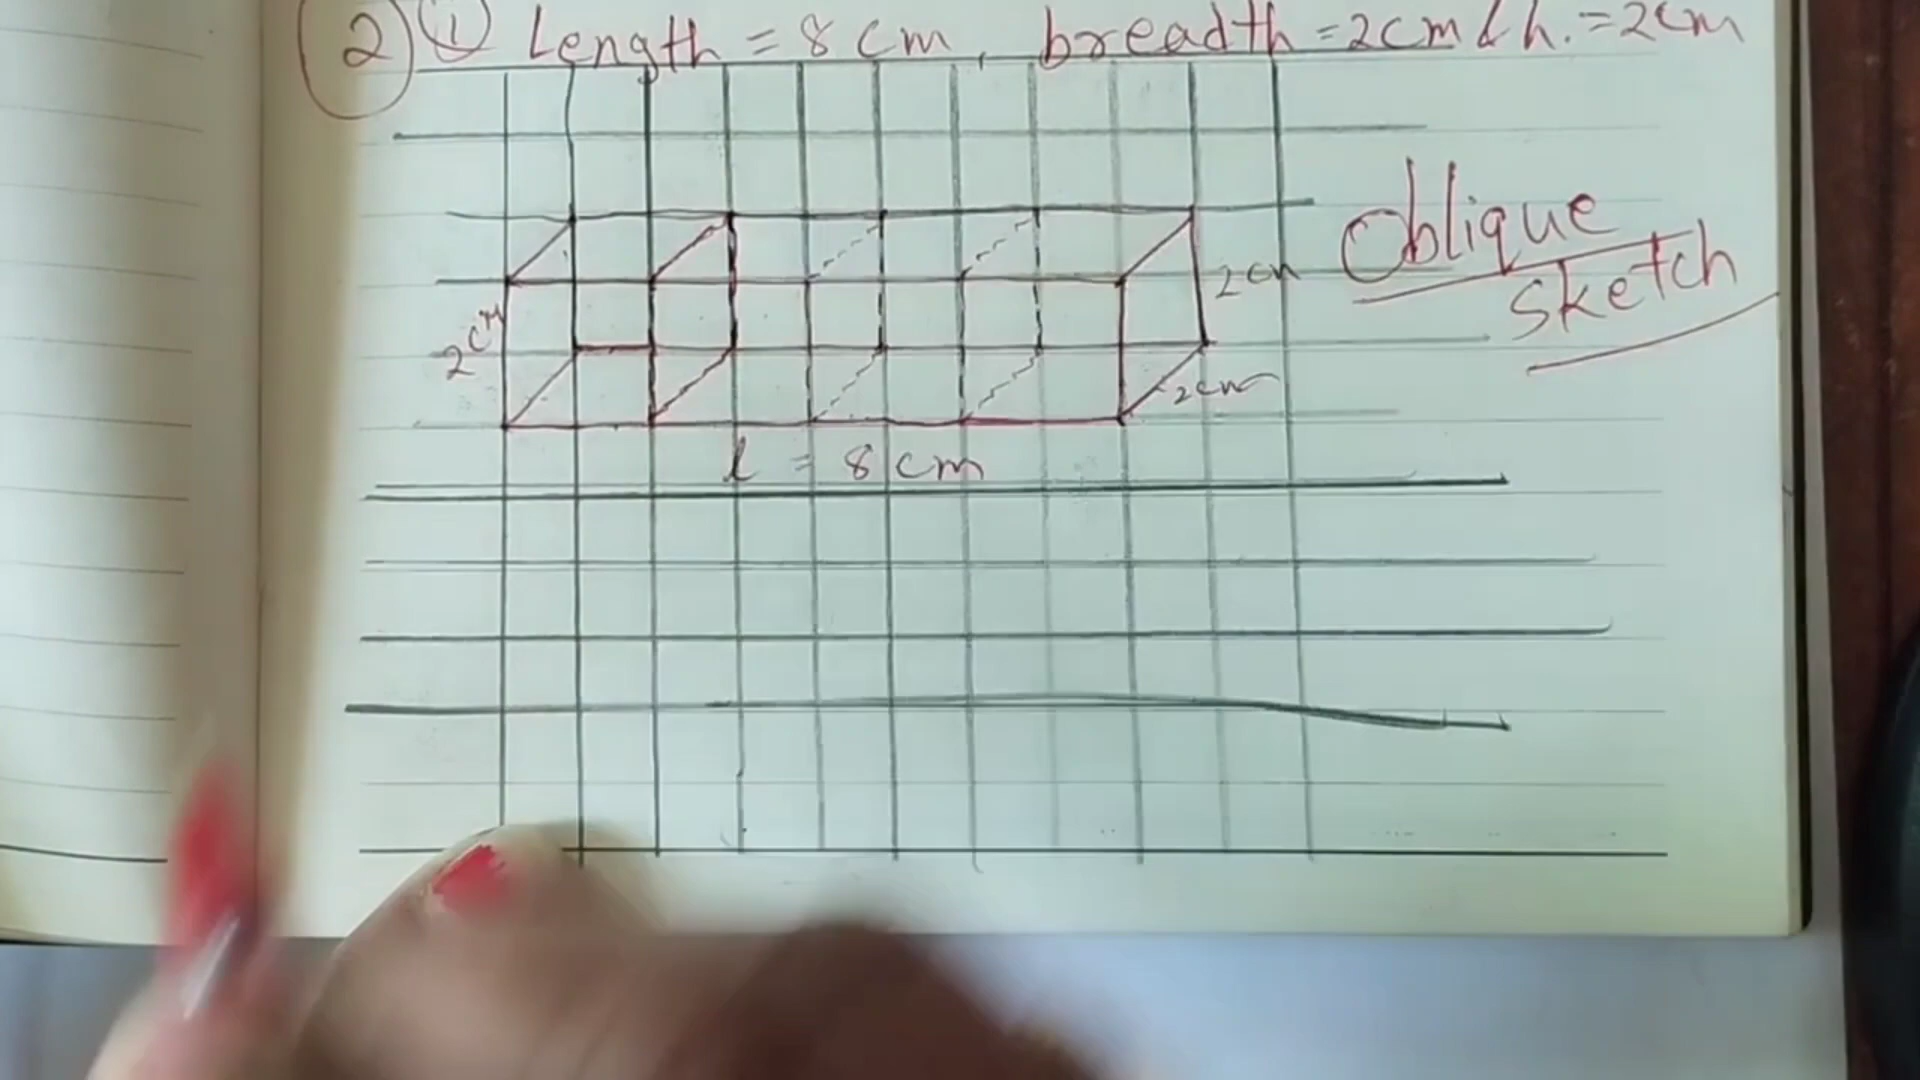 2 (1) Length = 8 cm, breadth = 2cm & h. = 2cm
Oblique
sketch
2cm
2cm
2cm
l = 8 cm